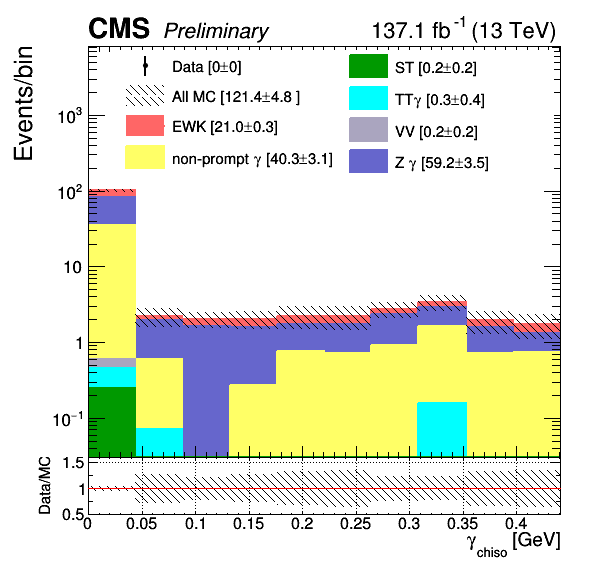 CMS Preliminary 137.1 fb⁻¹ (13 TeV)
Events/bin
Data [0±0]
All MC [121.4±4.8 ]
EWK [21.0±0.3]
non-prompt γ [40.3±3.1]
ST [0.2±0.2]
TTγ [0.3±0.4]
VV [0.2±0.2]
Z γ [59.2±3.5]
10³
10²
10
1
10⁻¹
Data/MC
1.5
1
0.5
0 0.05 0.1 0.15 0.2 0.25 0.3 0.35 0.4
γ_chiso [GeV]